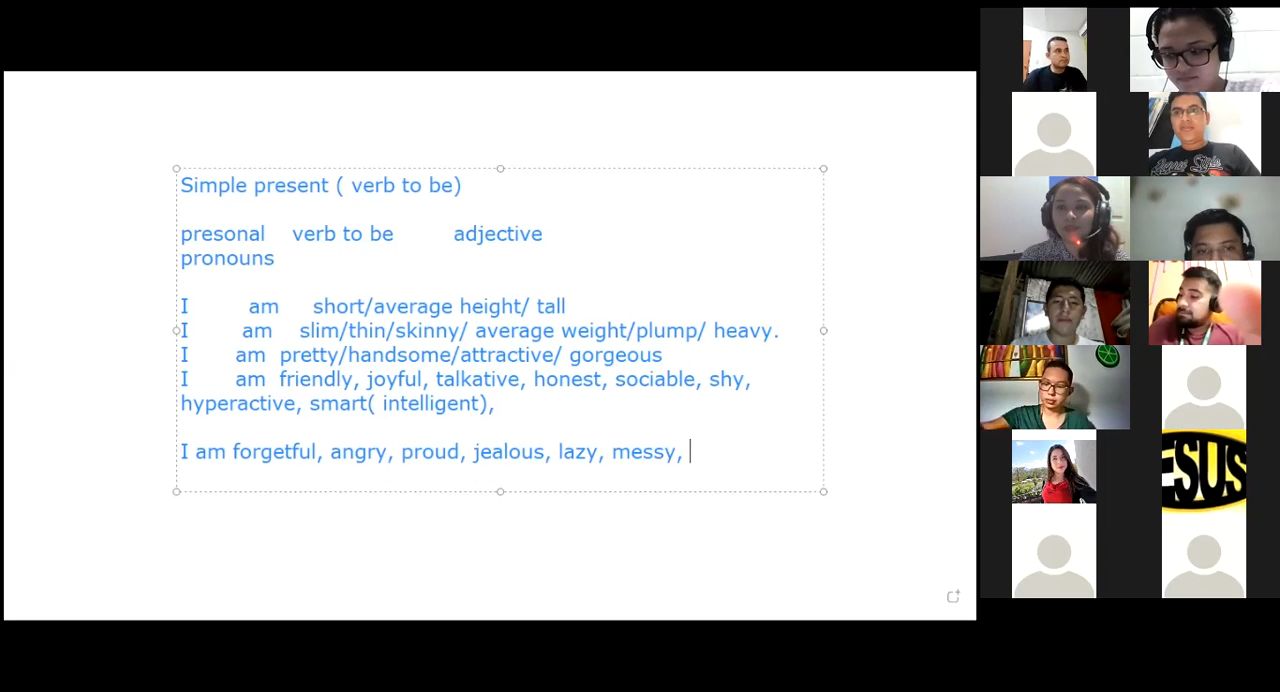 Simple present ( verb to be)
presonal verb to be adjective
pronouns
I am short/average height/ tall
I am slim/thin/skinny/ average weight/plump/ heavy.
I am pretty/handsome/attractive/ gorgeous
I am friendly, joyful, talkative, honest, sociable, shy,
hyperactive, smart( intelligent),
I am forgetful, angry, proud, jealous, lazy, messy,
ESUS